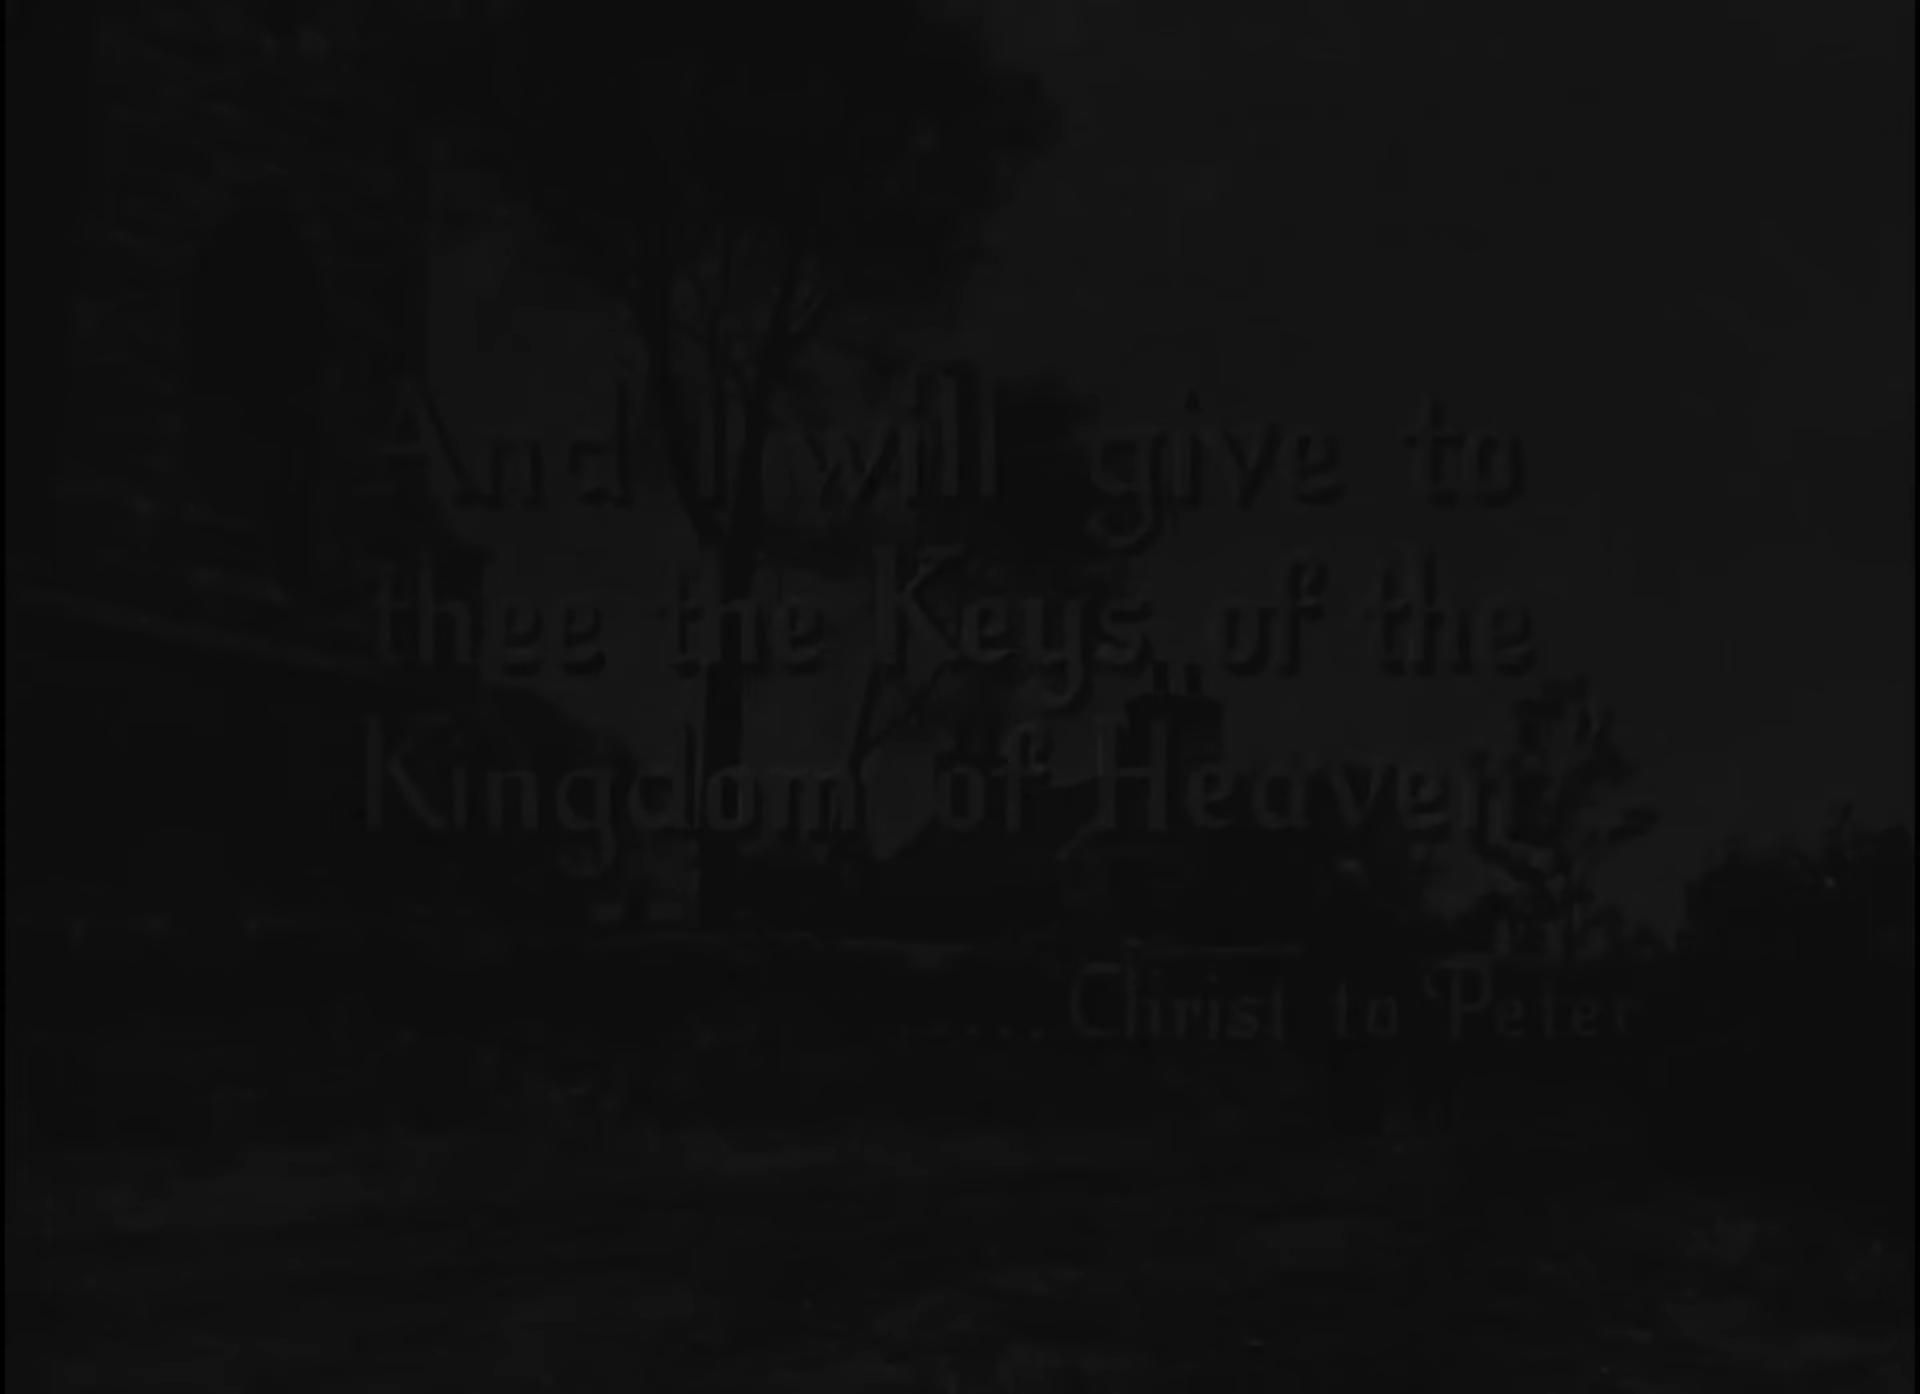 And I will give to
thee the Keys of the
Kingdom of Heaven
....Christ to Peter